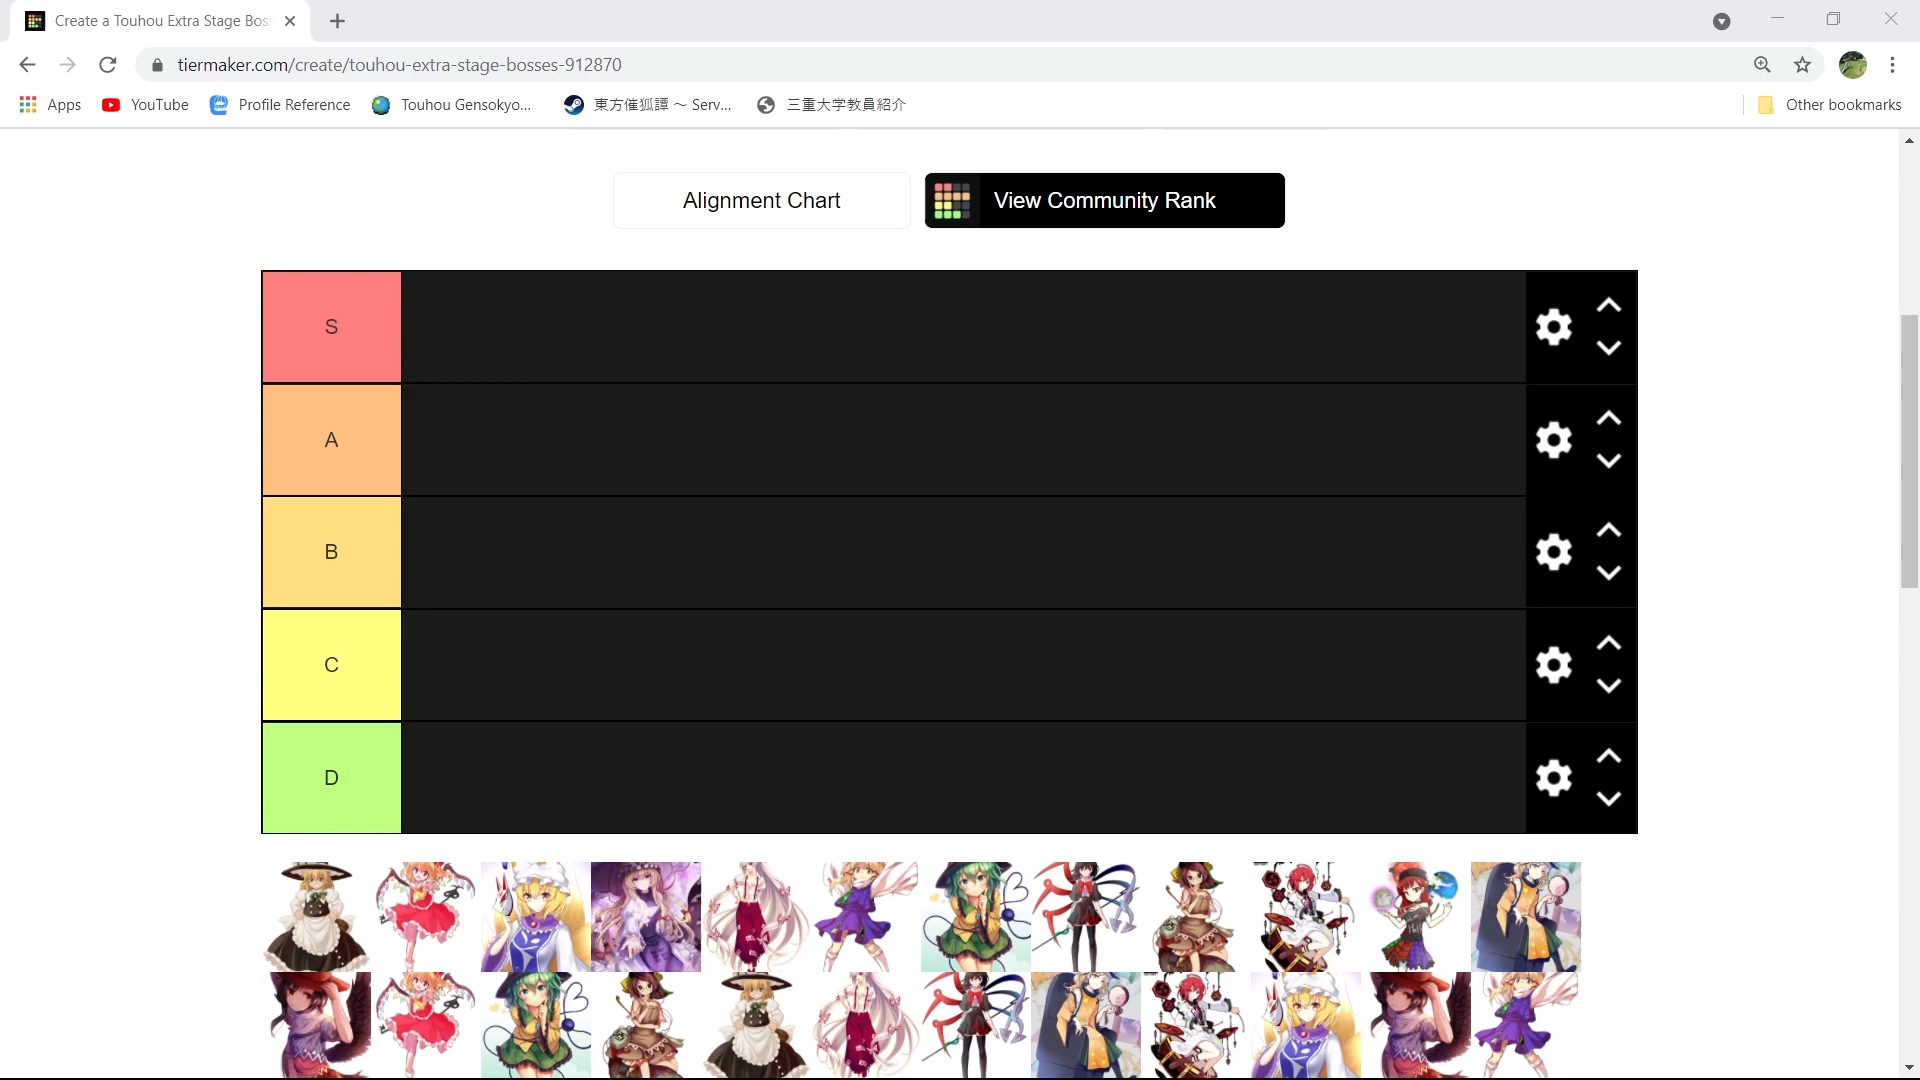 Create a Touhou Extra Stage Bos
tiermaker.com/create/touhou-extra-stage-bosses-912870
Apps YouTube Profile Reference Touhou Gensokyo... 東方催狐譚 ～ Serv... 三重大学教員紹介 Other bookmarks
Alignment Chart View Community Rank
S
A
B
C
D